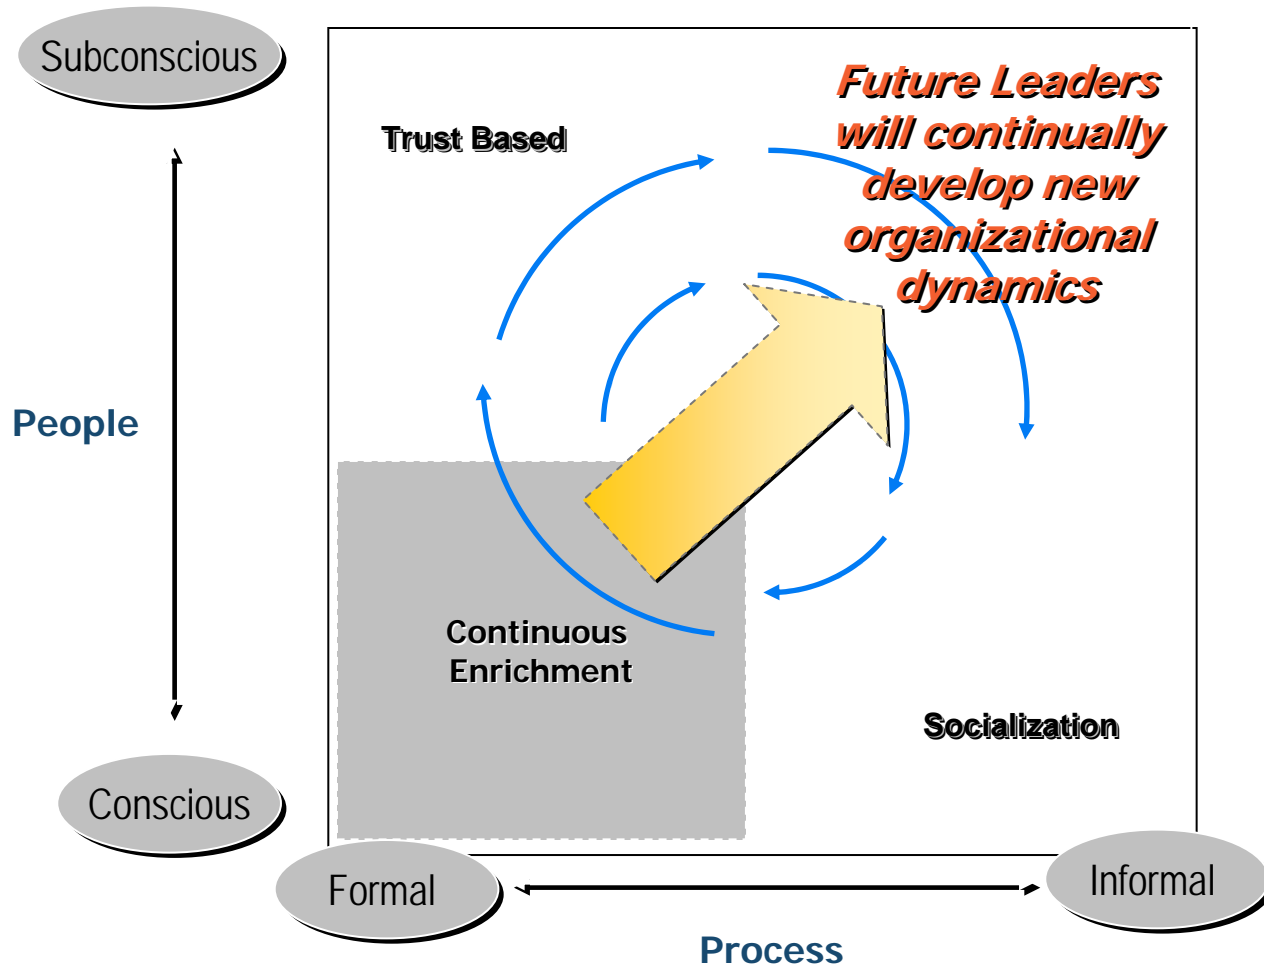 Subconscious
Future Leaders
will continually
develop new
organizational
dynamics
Trust Based
People
Continuous
Enrichment
Socialization
Conscious
Formal
Informal
Process